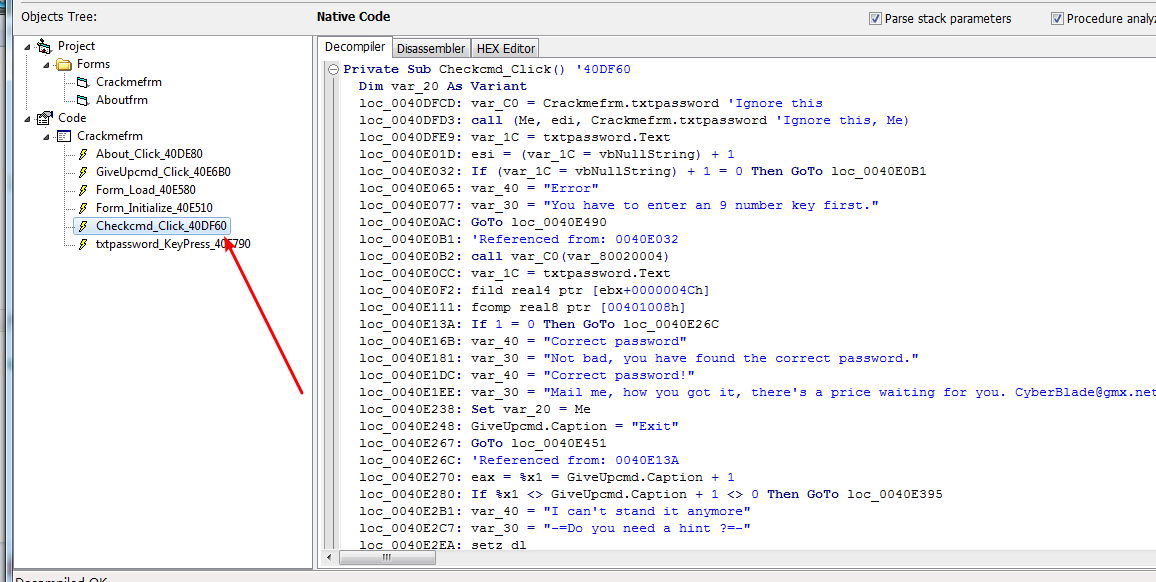 Objects Tree:
Native Code
Parse stack parameters
Procedure analyz
Project
Forms
Crackmefrm
Aboutfrm
Code
Crackmefrm
About_Click_40DE80
GiveUpcmd_Click_40E6B0
Form_Load_40E580
Form_Initialize_40E510
Checkcmd_Click_40DF60
txtpassword_KeyPress_40E790
Decompiler
Disassembler
HEX Editor
Private Sub Checkcmd_Click() '40DF60
Dim var_20 As Variant
loc_0040DFCD: var_C0 = Crackmefrm.txtpassword 'Ignore this
loc_0040DFD3: call (Me, edi, Crackmefrm.txtpassword 'Ignore this, Me)
loc_0040DFE9: var_1C = txtpassword.Text
loc_0040E01D: esi = (var_1C = vbNullString) + 1
loc_0040E032: If (var_1C = vbNullString) + 1 = 0 Then GoTo loc_0040E0B1
loc_0040E065: var_40 = "Error"
loc_0040E077: var_30 = "You have to enter an 9 number key first."
loc_0040E0AC: GoTo loc_0040E490
loc_0040E0B1: 'Referenced from: 0040E032
loc_0040E0B2: call var_C0(var_80020004)
loc_0040E0CC: var_1C = txtpassword.Text
loc_0040E0F2: fild real4 ptr [ebx+0000004Ch]
loc_0040E111: fcomp real8 ptr [00401008h]
loc_0040E13A: If 1 = 0 Then GoTo loc_0040E26C
loc_0040E16B: var_40 = "Correct password"
loc_0040E181: var_30 = "Not bad, you have found the correct password."
loc_0040E1DC: var_40 = "Correct password!"
loc_0040E1EE: var_30 = "Mail me, how you got it, there's a price waiting for you. CyberBlade@gmx.net
loc_0040E238: Set var_20 = Me
loc_0040E248: GiveUpcmd.Caption = "Exit"
loc_0040E267: GoTo loc_0040E451
loc_0040E26C: 'Referenced from: 0040E13A
loc_0040E270: eax = %x1 = GiveUpcmd.Caption + 1
loc_0040E280: If %x1 <> GiveUpcmd.Caption + 1 <> 0 Then GoTo loc_0040E395
loc_0040E2B1: var_40 = "I can't stand it anymore"
loc_0040E2C7: var_30 = "-=Do you need a hint ?=-"
loc_0040E2EA: setz dl
Decompiled OK